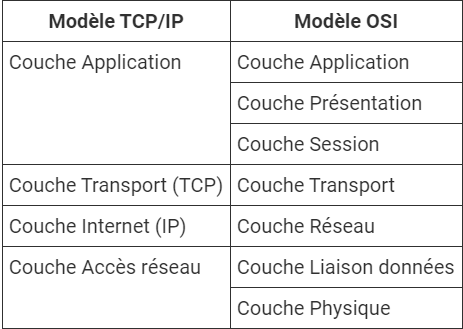 Modèle TCP/IP Modèle OSI
Couche Application Couche Application
Couche Présentation
Couche Session
Couche Transport (TCP) Couche Transport
Couche Internet (IP) Couche Réseau
Couche Accès réseau Couche Liaison données
Couche Physique